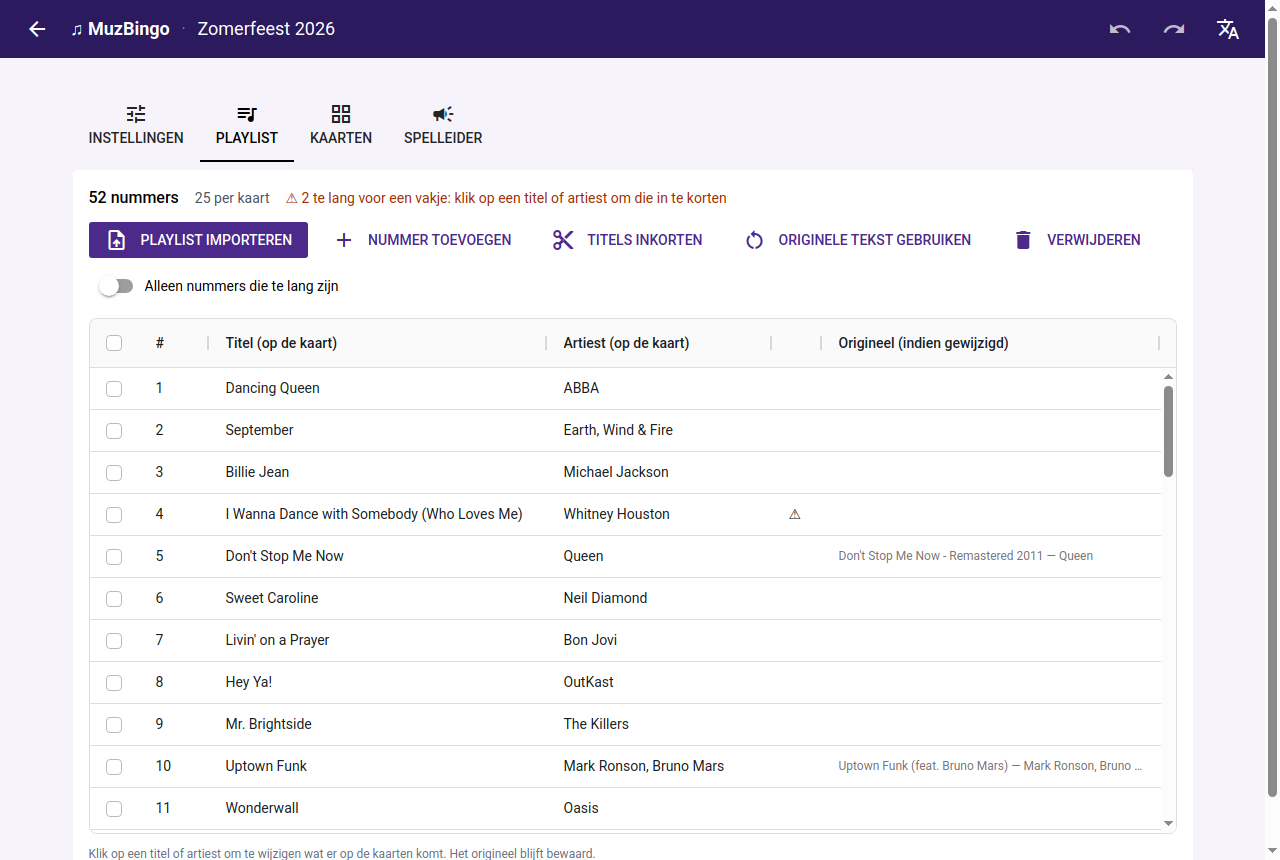 ♫ MuzBingo · Zomerfeest 2026
INSTELLINGEN PLAYLIST KAARTEN SPELLEIDER
52 nummers 25 per kaart ⚠ 2 te lang voor een vakje: klik op een titel of artiest om die in te korten
PLAYLIST IMPORTEREN NUMMER TOEVOEGEN TITELS INKORTEN ORIGINELE TEKST GEBRUIKEN VERWIJDEREN
Alleen nummers die te lang zijn
# Titel (op de kaart) Artiest (op de kaart) Origineel (indien gewijzigd)
1 Dancing Queen ABBA
2 September Earth, Wind & Fire
3 Billie Jean Michael Jackson
4 I Wanna Dance with Somebody (Who Loves Me) Whitney Houston ⚠
5 Don't Stop Me Now Queen Don't Stop Me Now - Remastered 2011 — Queen
6 Sweet Caroline Neil Diamond
7 Livin' on a Prayer Bon Jovi
8 Hey Ya! OutKast
9 Mr. Brightside The Killers
10 Uptown Funk Mark Ronson, Bruno Mars Uptown Funk (feat. Bruno Mars) — Mark Ronson, Bruno ...
11 Wonderwall Oasis
Klik op een titel of artiest om te wijzigen wat er op de kaarten komt. Het origineel blijft bewaard.